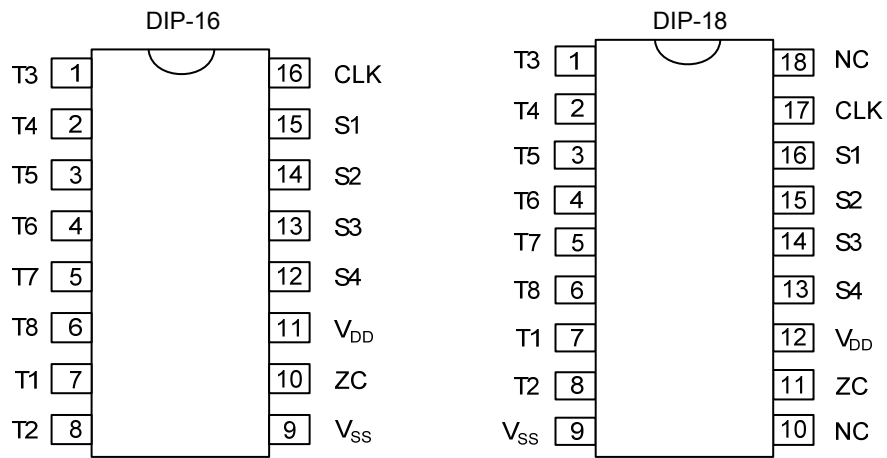 DIP-16
T3 1 16 CLK
T4 2 15 S1
T5 3 14 S2
T6 4 13 S3
T7 5 12 S4
T8 6 11 VDD
T1 7 10 ZC
T2 8 9 VSS
DIP-18
T3 1 18 NC
T4 2 17 CLK
T5 3 16 S1
T6 4 15 S2
T7 5 14 S3
T8 6 13 S4
T1 7 12 VDD
T2 8 11 ZC
VSS 9 10 NC